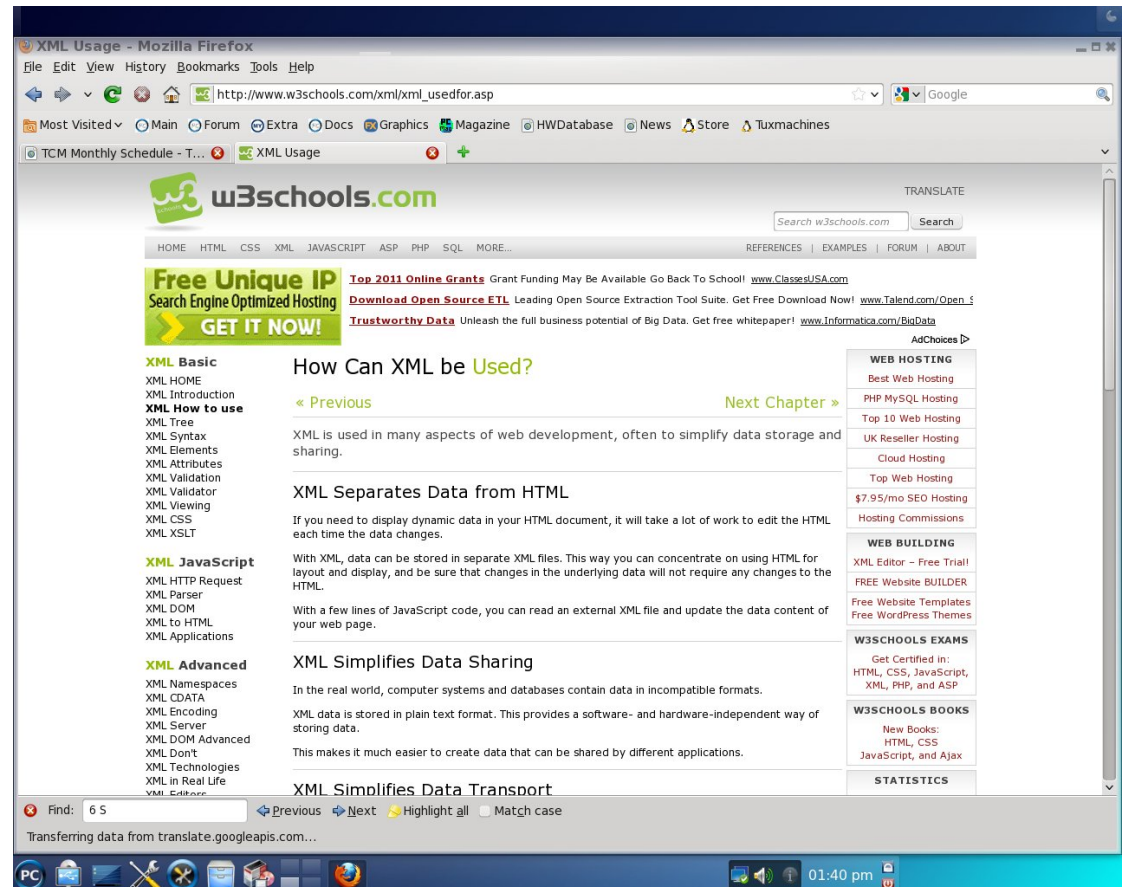 XML Usage - Mozilla Firefox
File Edit View History Bookmarks Tools Help
http://www.w3schools.com/xml/xml_usedfor.asp
Google
Most Visited Main Forum Extra Docs Graphics Magazine HWDatabase News Store Tuxmachines
TCM Monthly Schedule - T... XML Usage
w3schools.com
TRANSLATE
Search w3schools.com Search
HOME HTML CSS XML JAVASCRIPT ASP PHP SQL MORE...
REFERENCES | EXAMPLES | FORUM | ABOUT
Free Unique IP
Search Engine Optimized Hosting
GET IT NOW!
Top 2011 Online Grants Grant Funding May Be Available Go Back To School! www.ClassesUSA.com
Download Open Source ETL Leading Open Source Extraction Tool Suite. Get Free Download Now! www.Talend.com/Open_S
Trustworthy Data Unleash the full business potential of Big Data. Get free whitepaper! www.Informatica.com/BigData
AdChoices
XML Basic
XML HOME
XML Introduction
XML How to use
XML Tree
XML Syntax
XML Elements
XML Attributes
XML Validation
XML Validator
XML Viewing
XML CSS
XML XSLT
XML JavaScript
XML HTTP Request
XML Parser
XML DOM
XML to HTML
XML Applications
XML Advanced
XML Namespaces
XML CDATA
XML Encoding
XML Server
XML DOM Advanced
XML Don't
XML Technologies
XML in Real Life
XML Editors
How Can XML be Used?
« Previous
Next Chapter »
XML is used in many aspects of web development, often to simplify data storage and
sharing.
XML Separates Data from HTML
If you need to display dynamic data in your HTML document, it will take a lot of work to edit the HTML
each time the data changes.
With XML, data can be stored in separate XML files. This way you can concentrate on using HTML for
layout and display, and be sure that changes in the underlying data will not require any changes to the
HTML.
With a few lines of JavaScript code, you can read an external XML file and update the data content of
your web page.
XML Simplifies Data Sharing
In the real world, computer systems and databases contain data in incompatible formats.
XML data is stored in plain text format. This provides a software- and hardware-independent way of
storing data.
This makes it much easier to create data that can be shared by different applications.
XML Simplifies Data Transport
WEB HOSTING
Best Web Hosting
PHP MySQL Hosting
Top 10 Web Hosting
UK Reseller Hosting
Cloud Hosting
Top Web Hosting
$7.95/mo SEO Hosting
Hosting Commissions
WEB BUILDING
XML Editor – Free Trial!
FREE Website BUILDER
Free Website Templates
Free WordPress Themes
W3SCHOOLS EXAMS
Get Certified in:
HTML, CSS, JavaScript,
XML, PHP, and ASP
W3SCHOOLS BOOKS
New Books:
HTML, CSS
JavaScript, and Ajax
STATISTICS
Find: 6 S Previous Next Highlight all Match case
Transferring data from translate.googleapis.com...
PC
01:40 pm